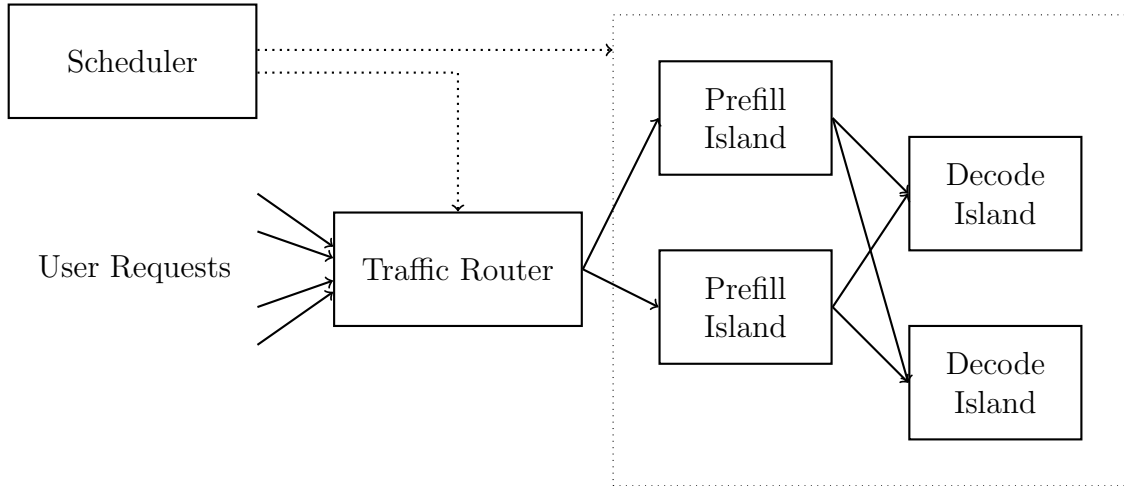 Scheduler
Prefill
Island
Decode
Island
User Requests
Traffic Router
Prefill
Island
Decode
Island